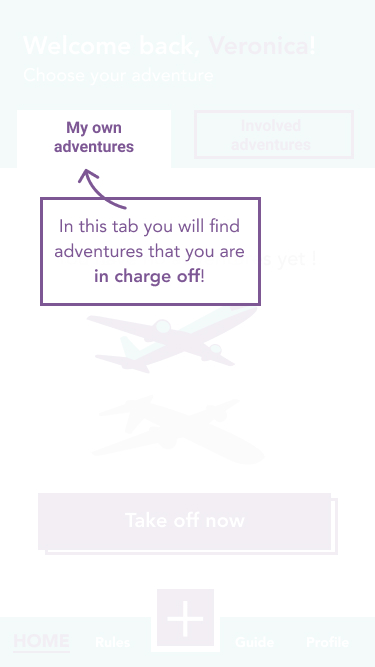 Welcome back, Veronica!
Choose your adventure
My own
adventures
Involved
adventures
In this tab you will find
adventures that you are
in charge off!
s yet !
Take off now
HOME
Rules
Guide
Profile